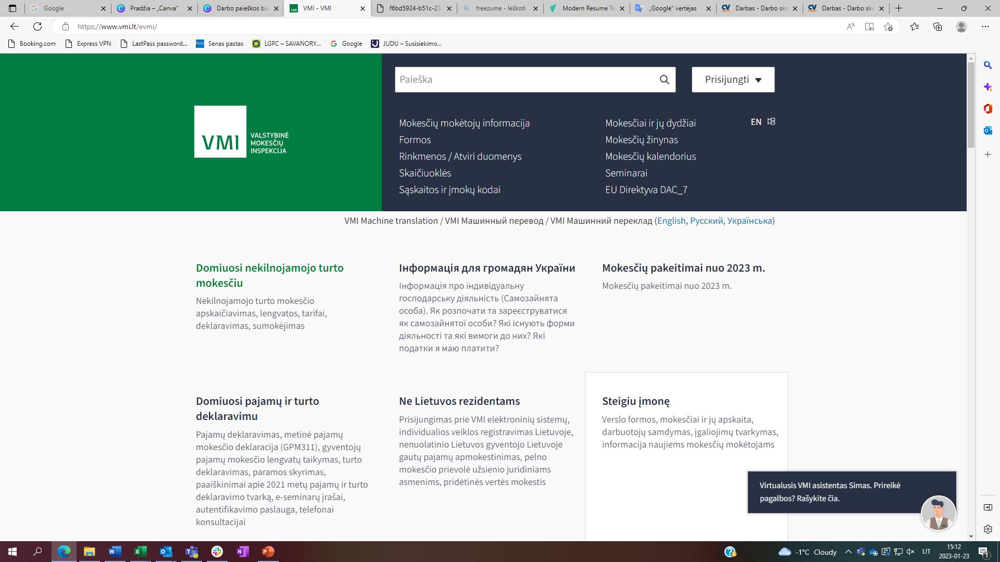 Google
Pradžia – „Canva“
Darbo paieškos bū
VMI - VMI
f6bd5924-b51c-23
freezume - Ieškoti
Modern Resume Te
„Google“ vertėjas
Darbas - Darbo ske
Darbas - Darbo ske
https://www.vmi.lt/evmi/
Booking.com
Express VPN
LastPass password...
Senas pastas
LGPC – SAVANORY...
Google
JUDU – Susisiekimo...
Paieška
Prisijungti
VMI
VALSTYBINĖ
MOKESČIŲ
INSPEKCIJA
Mokesčių mokėtojų informacija
Formos
Rinkmenos / Atviri duomenys
Skaičiuoklės
Sąskaitos ir įmokų kodai
Mokesčiai ir jų dydžiai
Mokesčių žinynas
Mokesčių kalendorius
Seminarai
EU Direktyva DAC_7
EN
VMI Machine translation / VMI Машинный перевод / VMI Машинний переклад (English, Русский, Українська)
Domiuosi nekilnojamojo turto
mokesčiu
Nekilnojamojo turto mokesčio
apskaičiavimas, lengvatos, tarifai,
deklaravimas, sumokėjimas
Інформація для громадян України
Інформація про індивідуальну
господарську діяльність (Самозайнята
особа). Як розпочати та зареєструватися
як самозайнятої особи? Які існують форми
діяльності та які вимоги до них? Які
податки я маю платити?
Mokesčių pakeitimai nuo 2023 m.
Mokesčių pakeitimai nuo 2023 m.
Domiuosi pajamų ir turto
deklaravimu
Pajamų deklaravimas, metinė pajamų
mokesčio deklaracija (GPM311), gyventojų
pajamų mokesčio lengvatų taikymas, turto
deklaravimas, paramos skyrimas,
paaiškinimai apie 2021 metų pajamų ir turto
deklaravimo tvarką, e-seminarų įrašai,
autentifikavimo paslauga, telefonai
konsultacijai
Ne Lietuvos rezidentams
Prisijungimas prie VMI elektroninių sistemų,
individualios veiklos registravimas Lietuvoje,
nenuolatinio Lietuvos gyventojo Lietuvoje
gautų pajamų apmokestinimas, pelno
mokesčio prievolė užsienio juridiniams
asmenims, pridėtinės vertės mokestis
Steigiu įmonę
Verslo formos, mokesčiai ir jų apskaita,
darbuotojų samdymas, įgaliojimų tvarkymas,
informacija naujiems mokesčių mokėtojams
Virtualusis VMI asistentas Simas. Prireikė
pagalbos? Rašykite čia.
-1°C Cloudy
LIT
15:12
2023-01-23
1